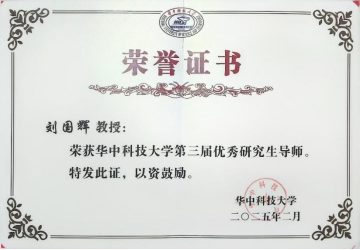 荣誉证书
刘国辉 教授：
荣获华中科技大学第三届优秀研究生导师。
特发此证，以资鼓励。
华中科技大学
二〇二五年二月